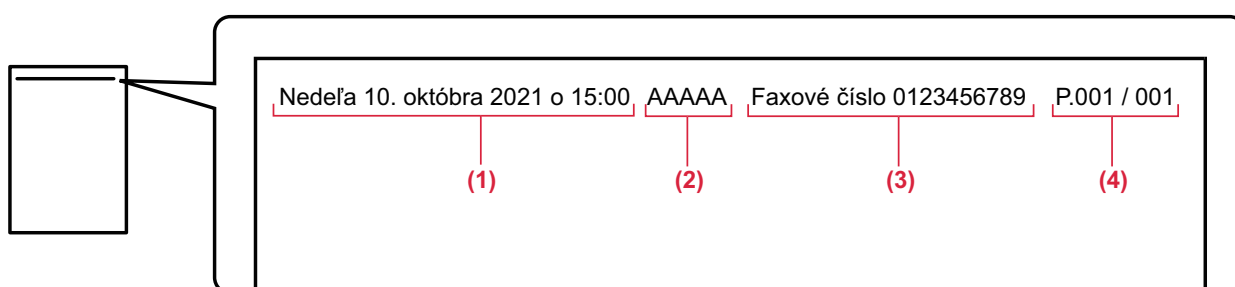 Nedeľa 10. októbra 2021 o 15:00 AAAAA Faxové číslo 0123456789 P.001 / 001
(1) (2) (3) (4)